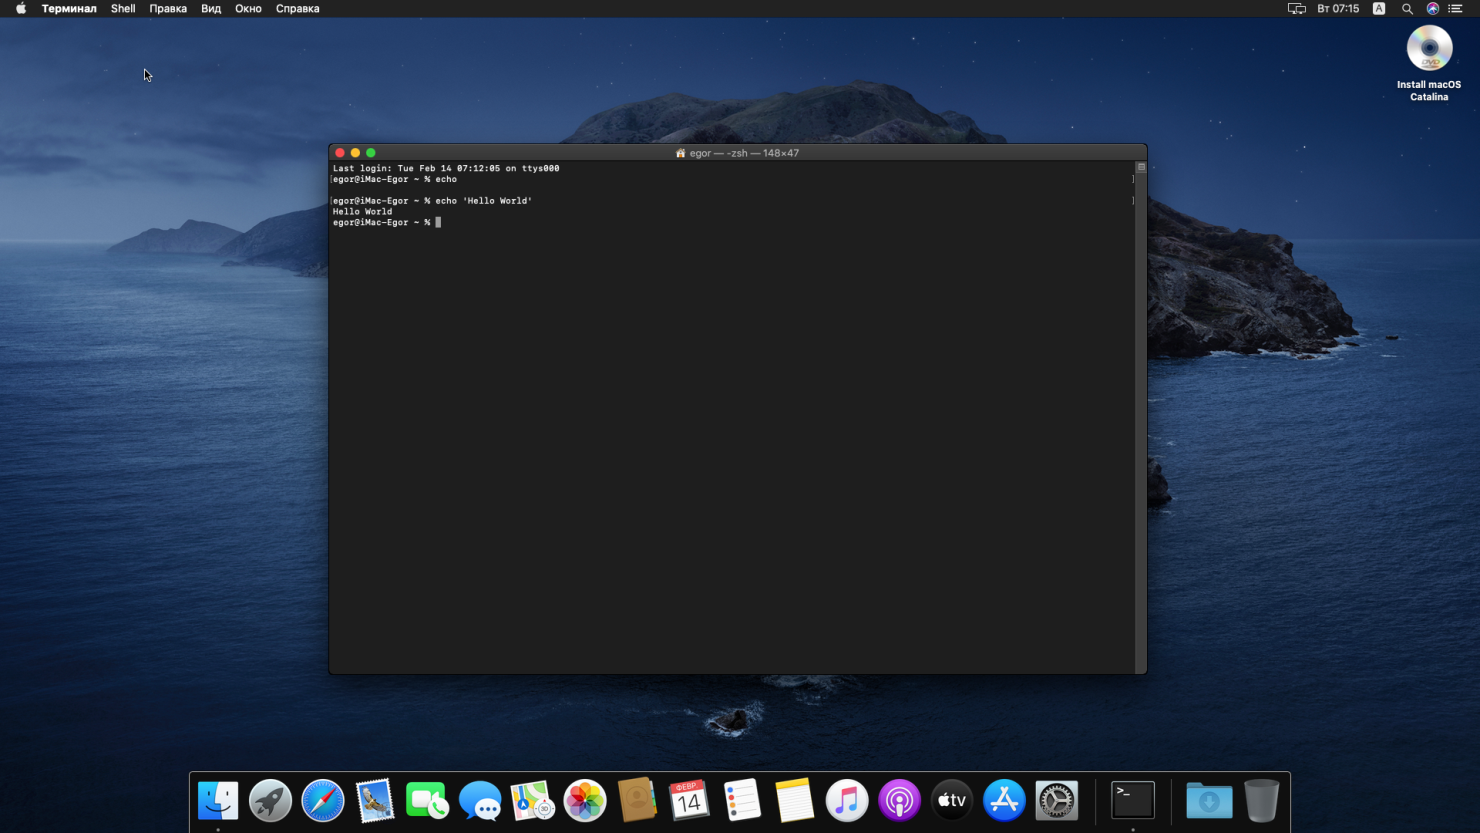 Терминал Shell Правка Вид Окно Справка Вт 07:15 A
Install macOS
Catalina
egor — -zsh — 148×47
Last login: Tue Feb 14 07:12:05 on ttys000
[egor@iMac-Egor ~ % echo ]
[egor@iMac-Egor ~ % echo 'Hello World' ]
Hello World
egor@iMac-Egor ~ %
ФЕВР
14
tv
>_